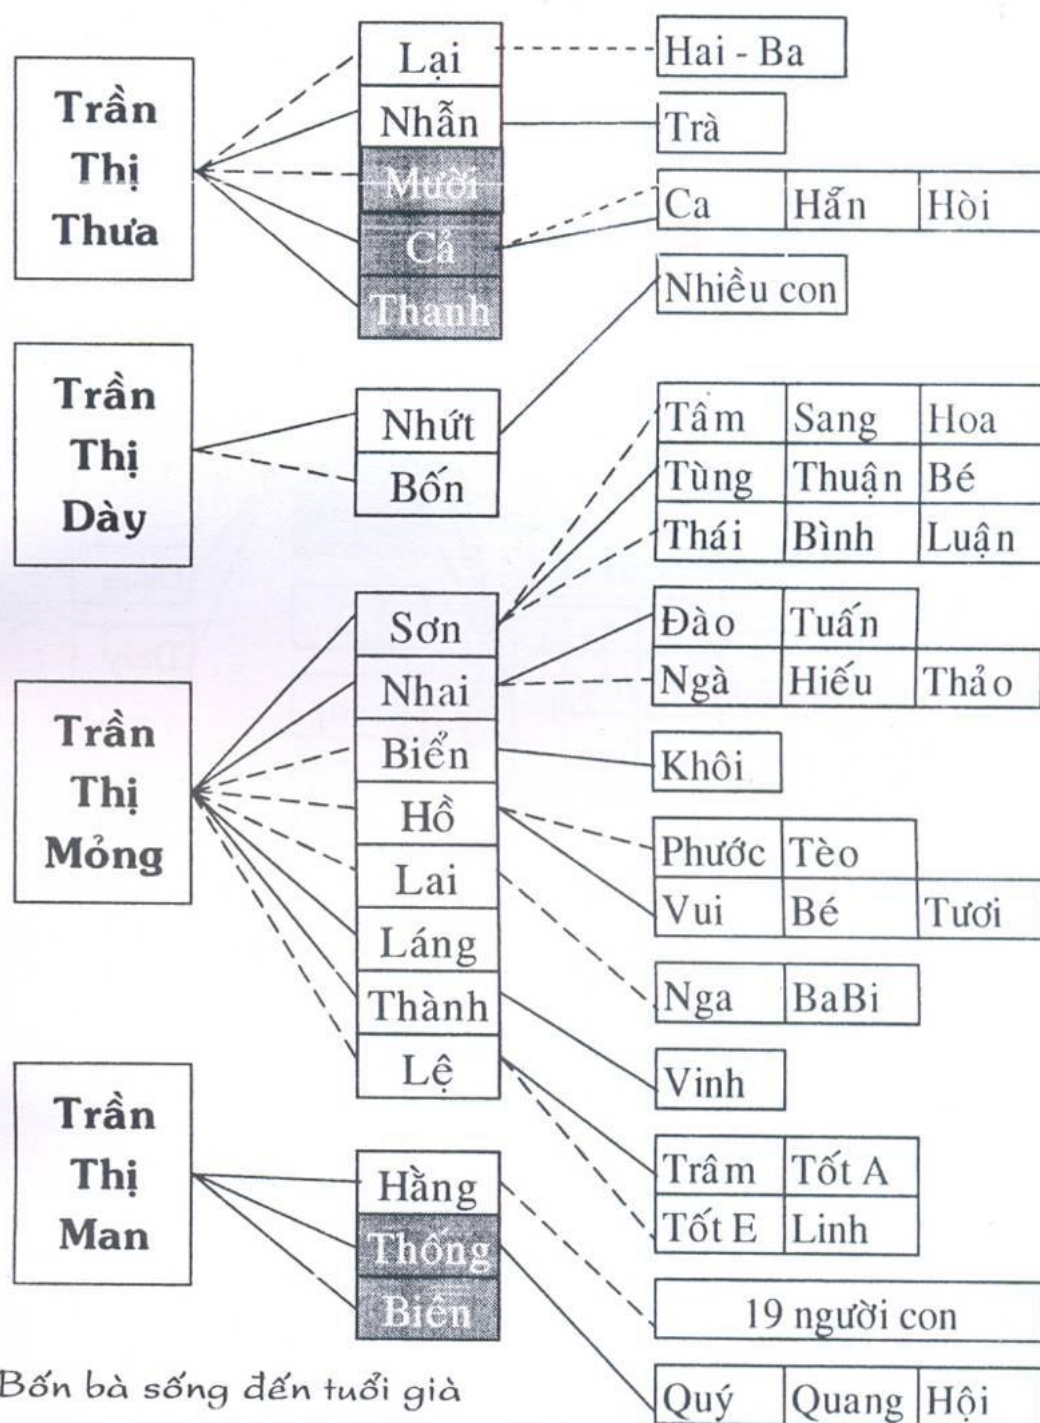 Trần
Thị
Thưa
Lại
Nhẫn
Mười
Cả
Thanh
Hai - Ba
Trà
Ca Hẵn Hòi
Nhiều con
Trần
Thị
Dày
Nhứt
Bốn
Tâm Sang Hoa
Tùng Thuận Bé
Thái Bình Luận
Trần
Thị
Mỏng
Sơn
Nhai
Biển
Hồ
Lai
Láng
Thành
Lệ
Đào Tuấn
Ngà Hiếu Thảo
Khôi
Phước Tèo
Vui Bé Tươi
Nga BaBi
Vinh
Trâm Tốt A
Tốt E Linh
Trần
Thị
Man
Hằng
Thống
Biên
19 người con
Quý Quang Hội
Bốn bà sống đến tuổi già